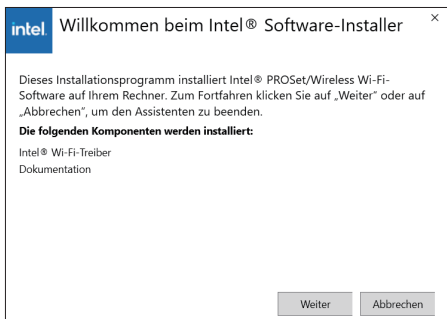 intel.
Willkommen beim Intel® Software-Installer
×
Dieses Installationsprogramm installiert Intel® PROSet/Wireless Wi-Fi-
Software auf Ihrem Rechner. Zum Fortfahren klicken Sie auf „Weiter" oder auf
„Abbrechen", um den Assistenten zu beenden.
Die folgenden Komponenten werden installiert:
Intel® Wi-Fi-Treiber
Dokumentation
Weiter
Abbrechen